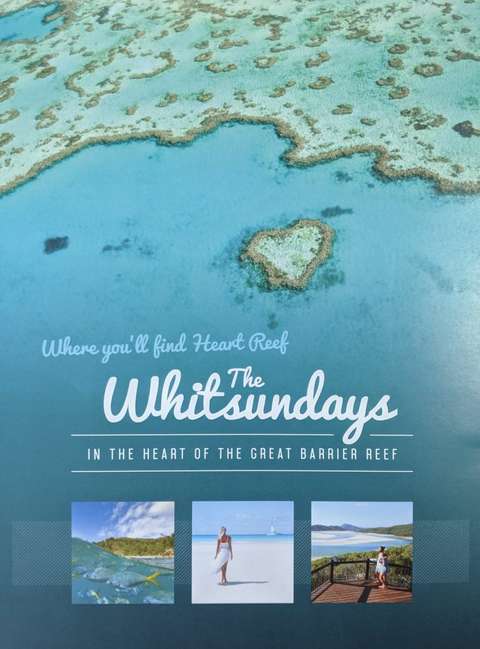 Where you'll find Heart Reef
The
Whitsundays
IN THE HEART OF THE GREAT BARRIER REEF